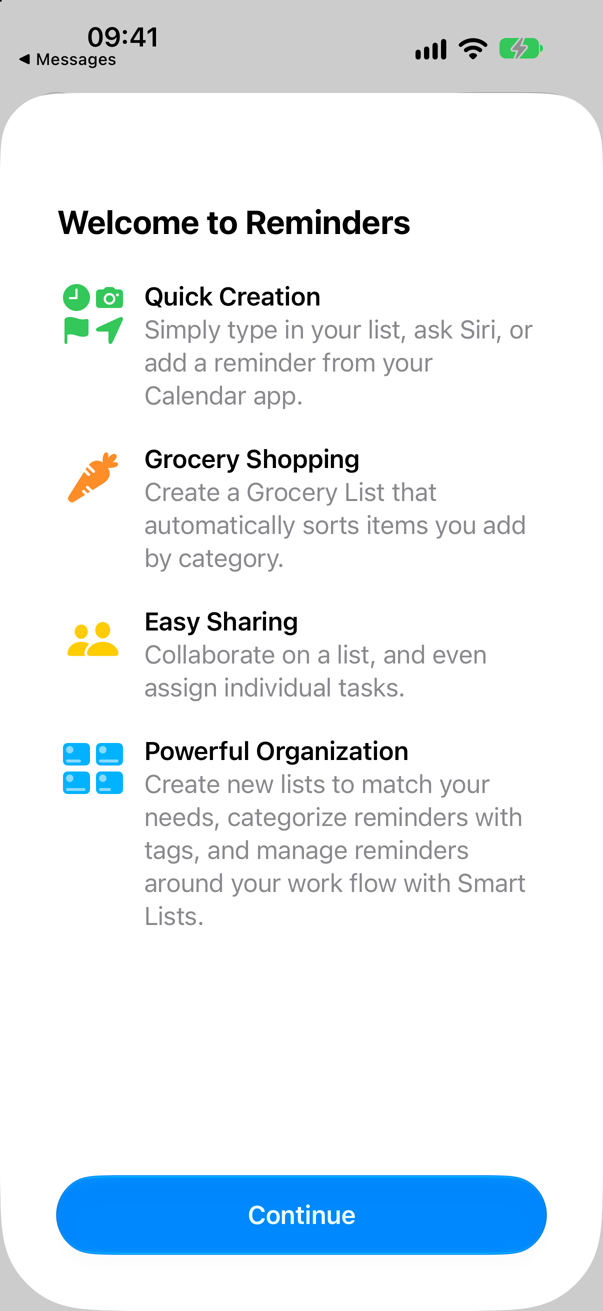 09:41
◀ Messages
Welcome to Reminders
Quick Creation
Simply type in your list, ask Siri, or
add a reminder from your
Calendar app.
Grocery Shopping
Create a Grocery List that
automatically sorts items you add
by category.
Easy Sharing
Collaborate on a list, and even
assign individual tasks.
Powerful Organization
Create new lists to match your
needs, categorize reminders with
tags, and manage reminders
around your work flow with Smart
Lists.
Continue